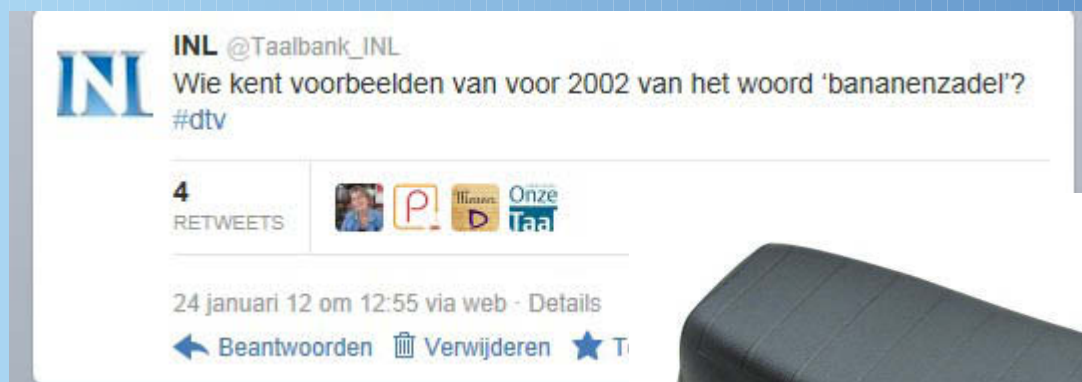 INL @Taalbank_INL
Wie kent voorbeelden van voor 2002 van het woord ‘bananenzadel’?
#dtv
INL
4
RETWEETS
P
D
Onze
Taal
24 januari 12 om 12:55 via web · Details
Beantwoorden Verwijderen